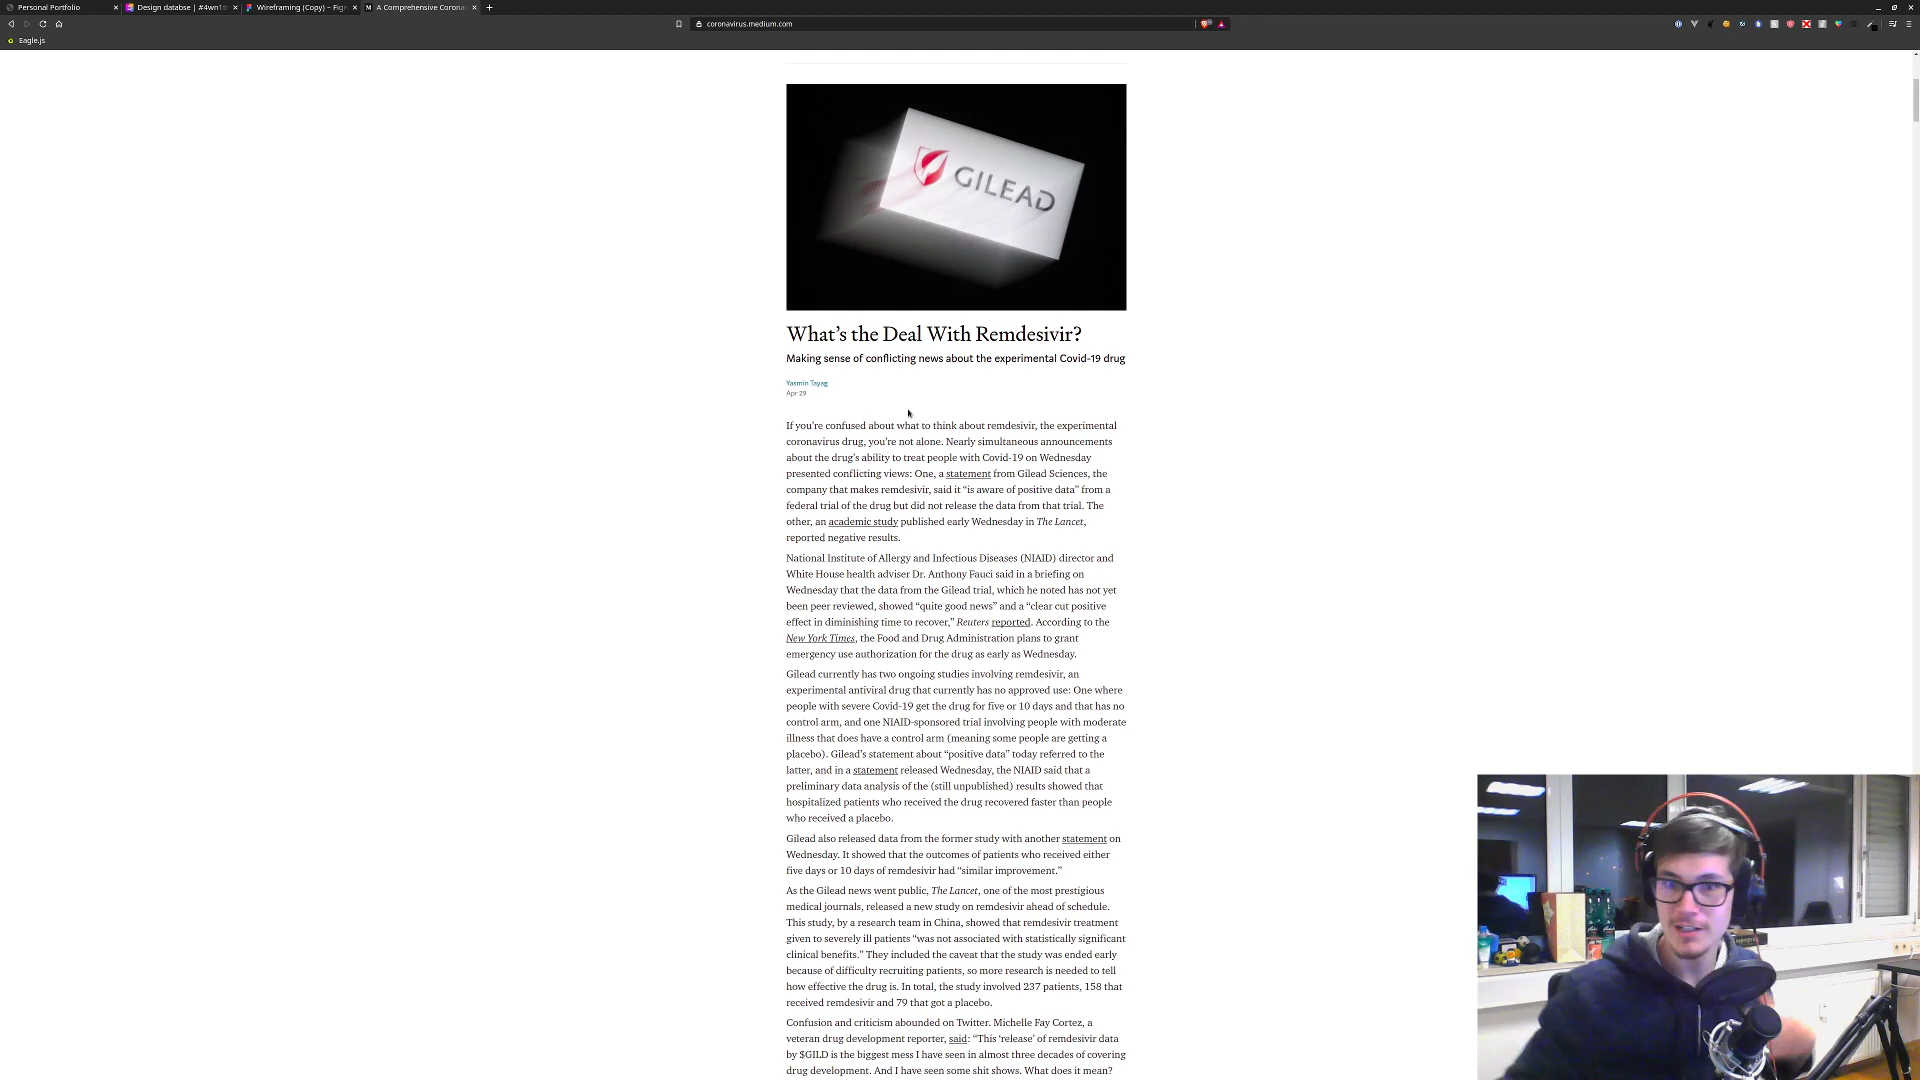 Personal Portfolio
Design databse | #4wn1t
Wireframing (Copy) – Fig
A Comprehensive Corona
coronavirus.medium.com
Eagle.js
GILEAD
What’s the Deal With Remdesivir?
Making sense of conflicting news about the experimental Covid-19 drug
Yasmin Tayag
Apr 29
If you’re confused about what to think about remdesivir, the experimental
coronavirus drug, you’re not alone. Nearly simultaneous announcements
about the drug’s ability to treat people with Covid-19 on Wednesday
presented conflicting views: One, a statement from Gilead Sciences, the
company that makes remdesivir, said it “is aware of positive data” from a
federal trial of the drug but did not release the data from that trial. The
other, an academic study published early Wednesday in The Lancet,
reported negative results.
National Institute of Allergy and Infectious Diseases (NIAID) director and
White House health adviser Dr. Anthony Fauci said in a briefing on
Wednesday that the data from the Gilead trial, which he noted has not yet
been peer reviewed, showed “quite good news” and a “clear cut positive
effect in diminishing time to recover,” Reuters reported. According to the
New York Times, the Food and Drug Administration plans to grant
emergency use authorization for the drug as early as Wednesday.
Gilead currently has two ongoing studies involving remdesivir, an
experimental antiviral drug that currently has no approved use: One where
people with severe Covid-19 get the drug for five or 10 days and that has no
control arm, and one NIAID-sponsored trial involving people with moderate
illness that does have a control arm (meaning some people are getting a
placebo). Gilead’s statement about “positive data” today referred to the
latter, and in a statement released Wednesday, the NIAID said that a
preliminary data analysis of the (still unpublished) results showed that
hospitalized patients who received the drug recovered faster than people
who received a placebo.
Gilead also released data from the former study with another statement on
Wednesday. It showed that the outcomes of patients who received either
five days or 10 days of remdesivir had “similar improvement.”
As the Gilead news went public, The Lancet, one of the most prestigious
medical journals, released a new study on remdesivir ahead of schedule.
This study, by a research team in China, showed that remdesivir treatment
given to severely ill patients “was not associated with statistically significant
clinical benefits.” They included the caveat that the study was ended early
because of difficulty recruiting patients, so more research is needed to tell
how effective the drug is. In total, the study involved 237 patients, 158 that
received remdesivir and 79 that got a placebo.
Confusion and criticism abounded on Twitter. Michelle Fay Cortez, a
veteran drug development reporter, said: “This ‘release’ of remdesivir data
by $GILD is the biggest mess I have seen in almost three decades of covering
drug development. And I have seen some shit shows. What does it mean?